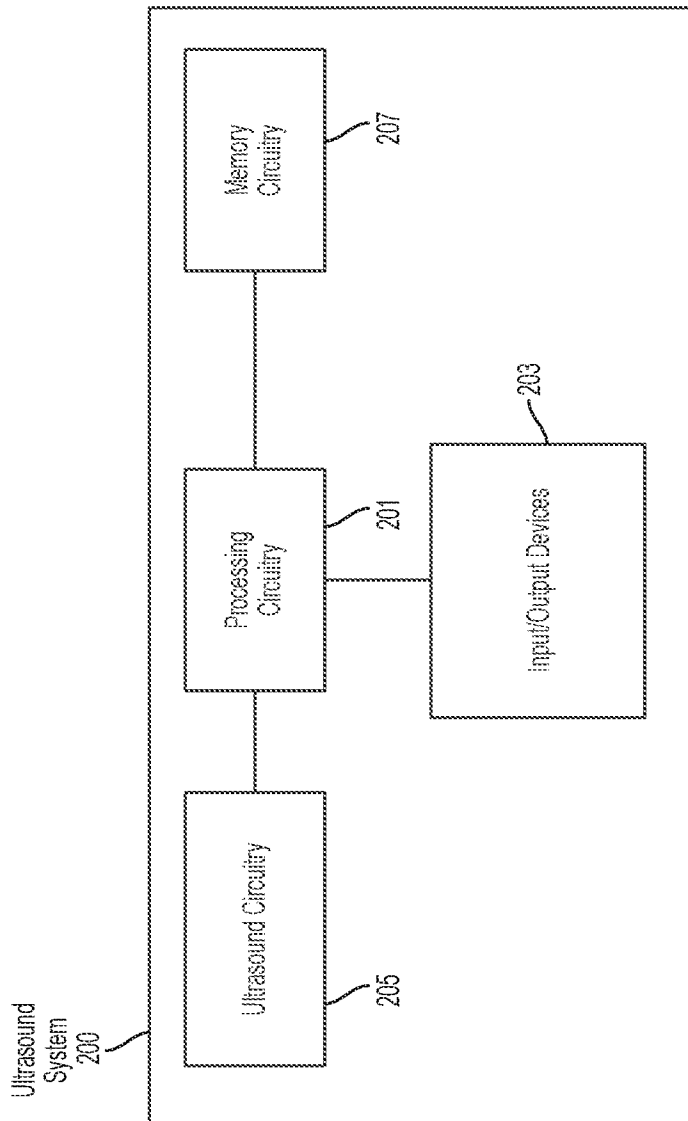 Ultrasound
System
200
Ultrasound Circuitry
205
Processing
Circuitry
201
Memory
Circuitry
207
Input/Output Devices
203